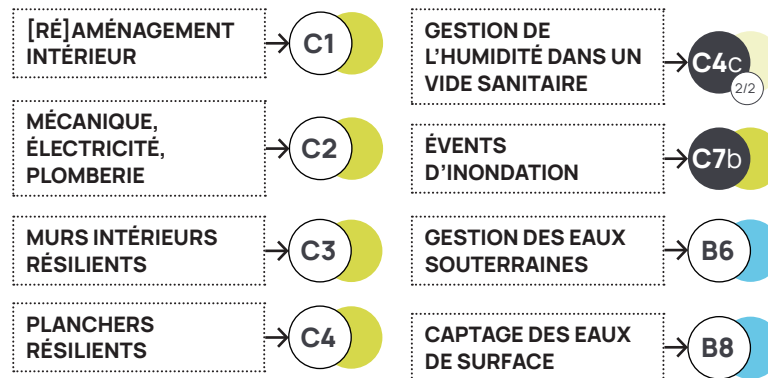 [RÉ]AMÉNAGEMENT
INTÉRIEUR
C1
MÉCANIQUE,
ÉLECTRICITÉ,
PLOMBERIE
C2
MURS INTÉRIEURS
RÉSILIENTS
C3
PLANCHERS
RÉSILIENTS
C4
GESTION DE
L'HUMIDITÉ DANS UN
VIDE SANITAIRE
C4c
2/2
ÉVENTS
D'INONDATION
C7b
GESTION DES EAUX
SOUTERRAINES
B6
CAPTAGE DES EAUX
DE SURFACE
B8